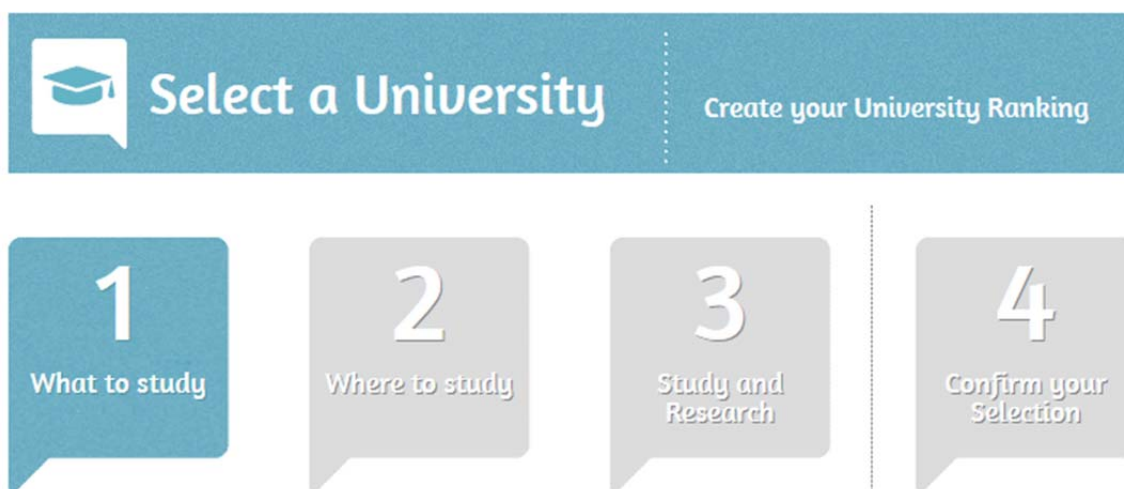 Select a University
Create your University Ranking
1
What to study
2
Where to study
3
Study and
Research
4
Confirm your
Selection